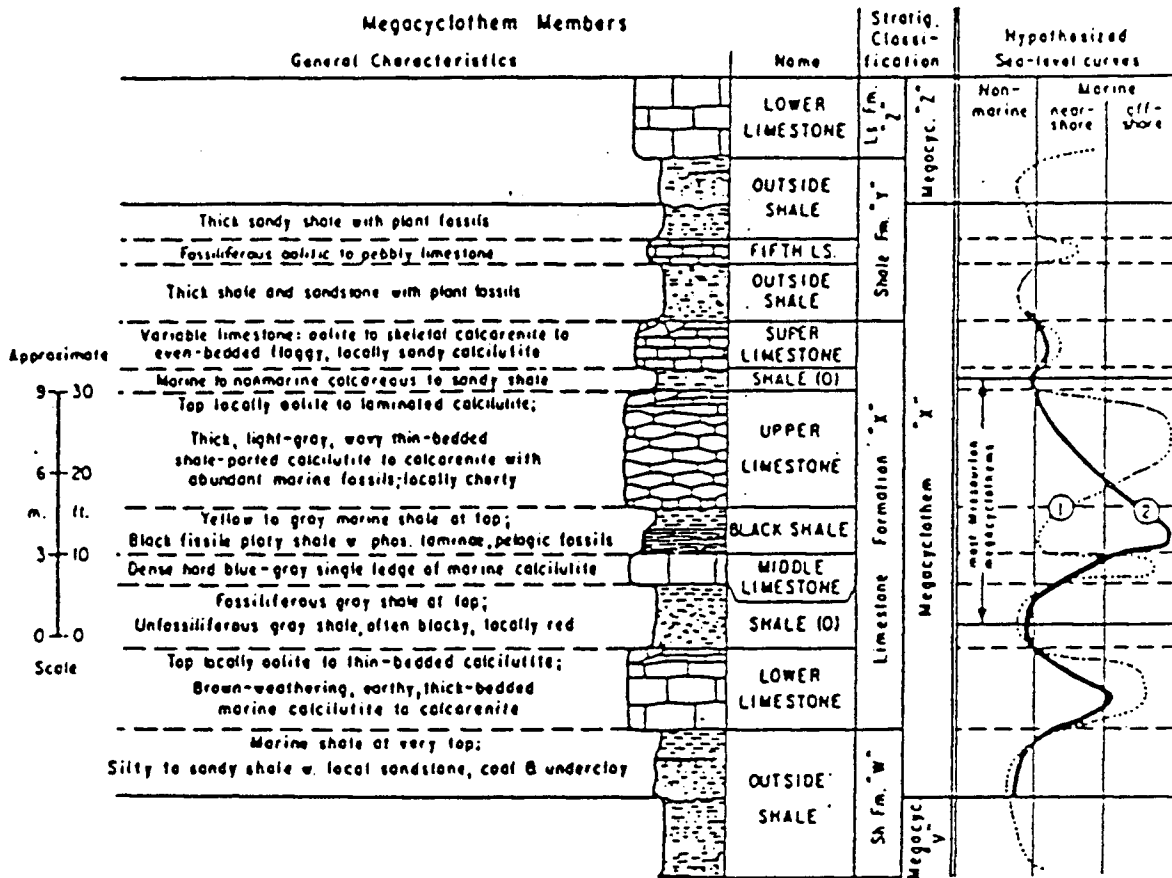 Megacyclothem Members
General Characteristics
Name
Stratig.
Classi-
fication
Hypothesized
Sea-level curves
Non-
marine
Marine
near-
shore
off-
shore
LOWER
LIMESTONE
Ls. Fm.
"Z"
Megacyc. "Z"
OUTSIDE
SHALE
Shale Fm. "Y"
Thick sandy shale with plant fossils
Fossiliferous oolitic to pebbly limestone
FIFTH LS.
Thick shale and sandstone with plant fossils
OUTSIDE
SHALE
Variable limestone: oolite to skeletal calcarenite to
even-bedded flaggy, locally sandy calcilutite
SUPER
LIMESTONE
Marine to nonmarine calcareous to sandy shale
SHALE (O)
Top locally oolite to laminated calcilutite;
Thick, light-gray, wavy thin-bedded
shale-parted calcilutite to calcarenite with
abundant marine fossils; locally cherty
UPPER
LIMESTONE
Limestone Formation "X"
Megacyclothem "X"
most Missourian
megacyclothems
1
2
Yellow to gray marine shale at top;
Black fissile platy shale w. phos. laminae, pelagic fossils
BLACK SHALE
Dense hard blue-gray single ledge of marine calcilutite
MIDDLE
LIMESTONE
Fossiliferous gray shale at top;
Unfossiliferous gray shale, often blocky, locally red
SHALE (O)
Top locally oolite to thin-bedded calcilutite;
Brown-weathering, earthy, thick-bedded
marine calcilutite to calcarenite
LOWER
LIMESTONE
Marine shale at very top;
Silty to sandy shale w. local sandstone, coal & underclay
OUTSIDE
SHALE
Sh Fm. "W"
Megacyc.
"V"
Approximate
9 30
6 20
m. ft.
3 10
0 0
Scale